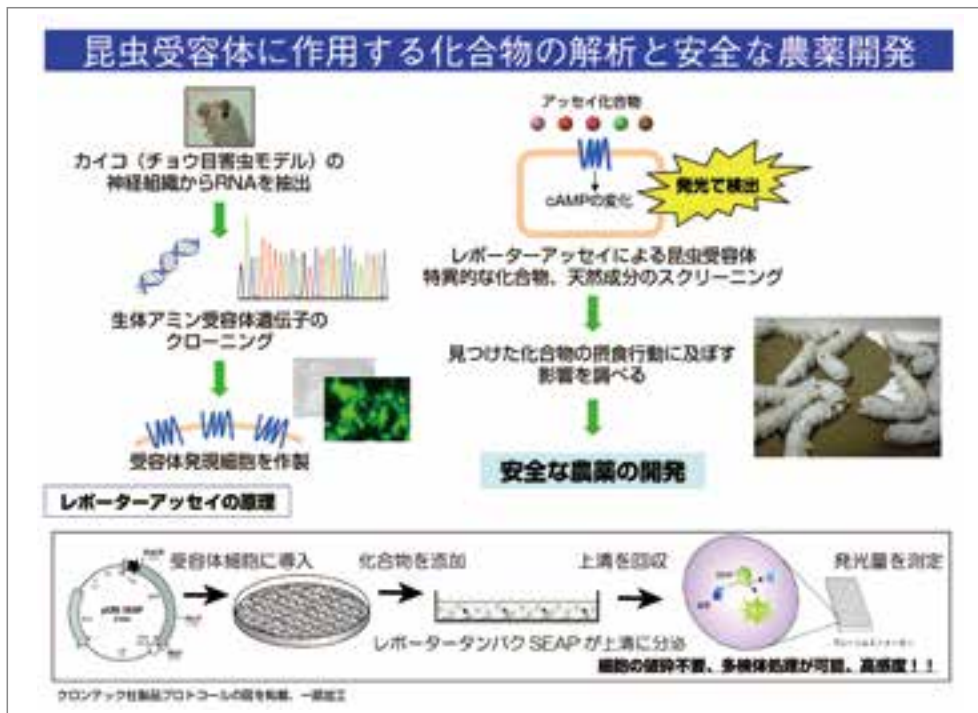 昆虫受容体に作用する化合物の解析と安全な農薬開発
カイコ（チョウ目害虫モデル）の
神経組織からRNAを抽出
生体アミン受容体遺伝子の
クローニング
受容体発現細胞を作製
アッセイ化合物
cAMPの変化
発光で検出
レポーターアッセイによる昆虫受容体
特異的な化合物、天然成分のスクリーニング
見つけた化合物の摂食行動に及ぼす
影響を調べる
安全な農薬の開発
レポーターアッセイの原理
受容体細胞に導入
化合物を添加
上清を回収
発光量を測定
レポータータンパクSEAPが上清に分泌
細胞の破砕不要、多検体処理が可能、高感度！！
クロンテック社製品プロトコールの図を転載、一部加工